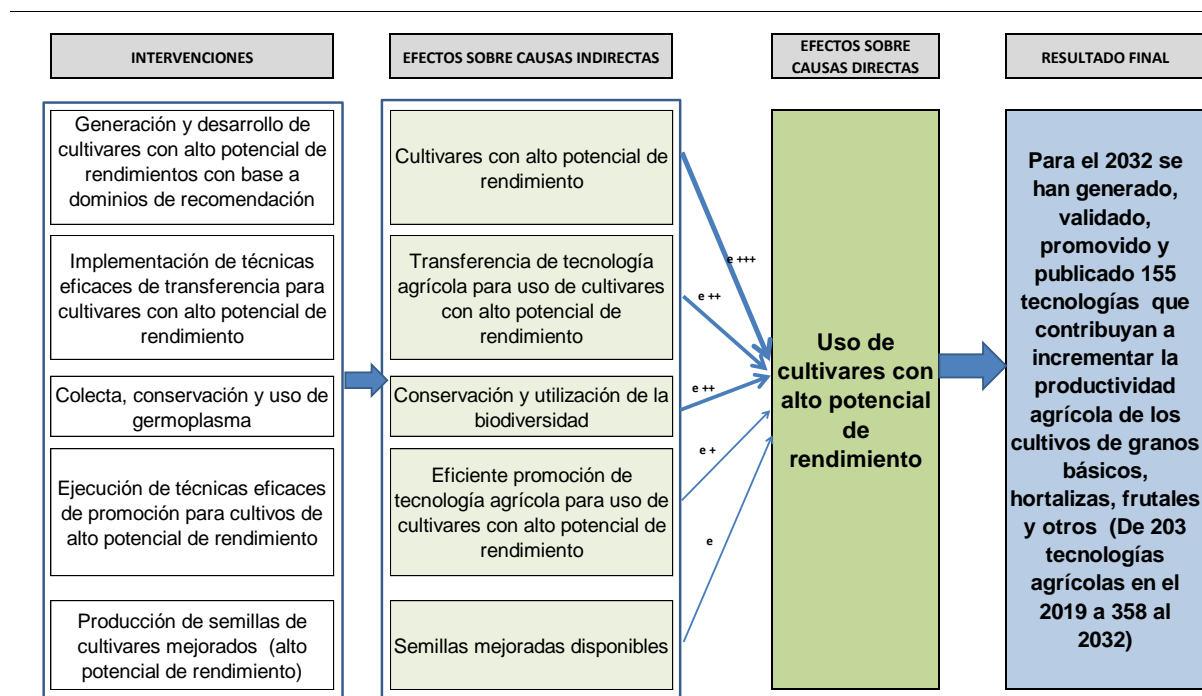 INTERVENCIONES
EFECTOS SOBRE CAUSAS INDIRECTAS
EFECTOS SOBRE
CAUSAS DIRECTAS
RESULTADO FINAL
Generación y desarrollo de
cultivares con alto potencial de
rendimientos con base a
dominios de recomendación
Implementación de técnicas
eficaces de transferencia para
cultivares con alto potencial de
rendimiento
Colecta, conservación y uso de
germoplasma
Ejecución de técnicas eficaces
de promoción para cultivos de
alto potencial de rendimiento
Producción de semillas de
cultivares mejorados (alto
potencial de rendimiento)
Cultivares con alto potencial de
rendimiento
Transferencia de tecnología
agrícola para uso de cultivares
con alto potencial de
rendimiento
Conservación y utilización de la
biodiversidad
Eficiente promoción de
tecnología agrícola para uso de
cultivares con alto potencial de
rendimiento
Semillas mejoradas disponibles
e +++
e ++
e ++
e +
e
Uso de
cultivares con
alto potencial
de
rendimiento
Para el 2032 se
han generado,
validado,
promovido y
publicado 155
tecnologías que
contribuyan a
incrementar la
productividad
agrícola de los
cultivos de granos
básicos,
hortalizas, frutales
y otros (De 203
tecnologías
agrícolas en el
2019 a 358 al
2032)